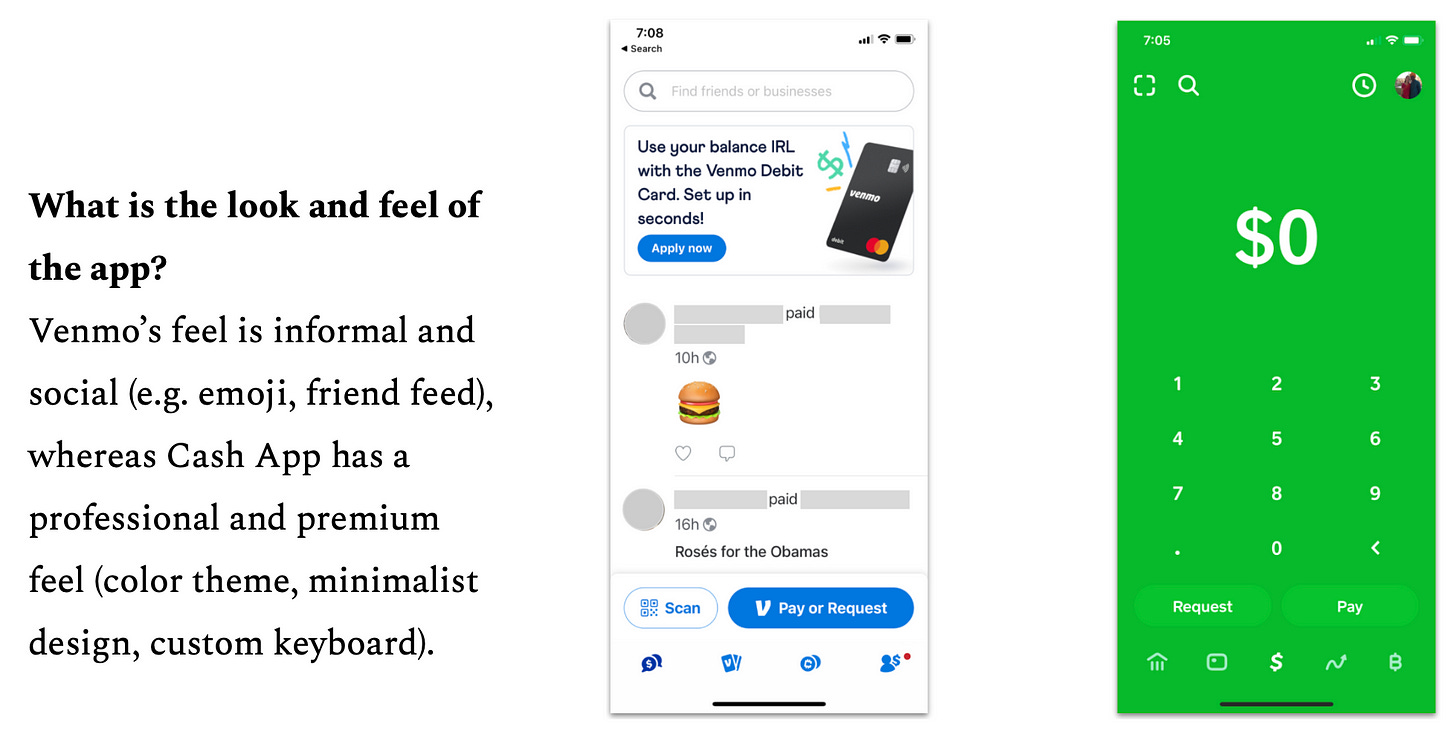 What is the look and feel of
the app?
Venmo’s feel is informal and
social (e.g. emoji, friend feed),
whereas Cash App has a
professional and premium
feel (color theme, minimalist
design, custom keyboard).
7:08
Search
Find friends or businesses
Use your balance IRL
with the Venmo Debit
Card. Set up in
seconds!
Apply now
venmo
debit
paid
10h
paid
16h
Rosés for the Obamas
Scan
Pay or Request
7:05
$0
1 2 3
4 5 6
7 8 9
. 0 <
Request Pay